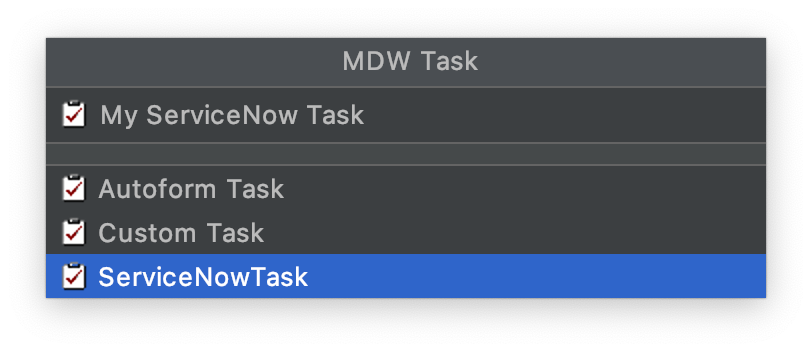 MDW Task
My ServiceNow Task
Autoform Task
Custom Task
ServiceNowTask